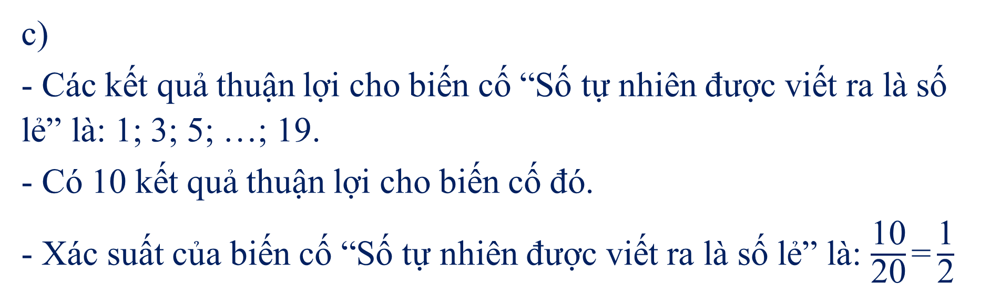 c)
- Các kết quả thuận lợi cho biến cố “Số tự nhiên được viết ra là số
lẻ” là: 1; 3; 5; …; 19.
- Có 10 kết quả thuận lợi cho biến cố đó.
- Xác suất của biến cố “Số tự nhiên được viết ra là số lẻ” là: 10/20=1/2